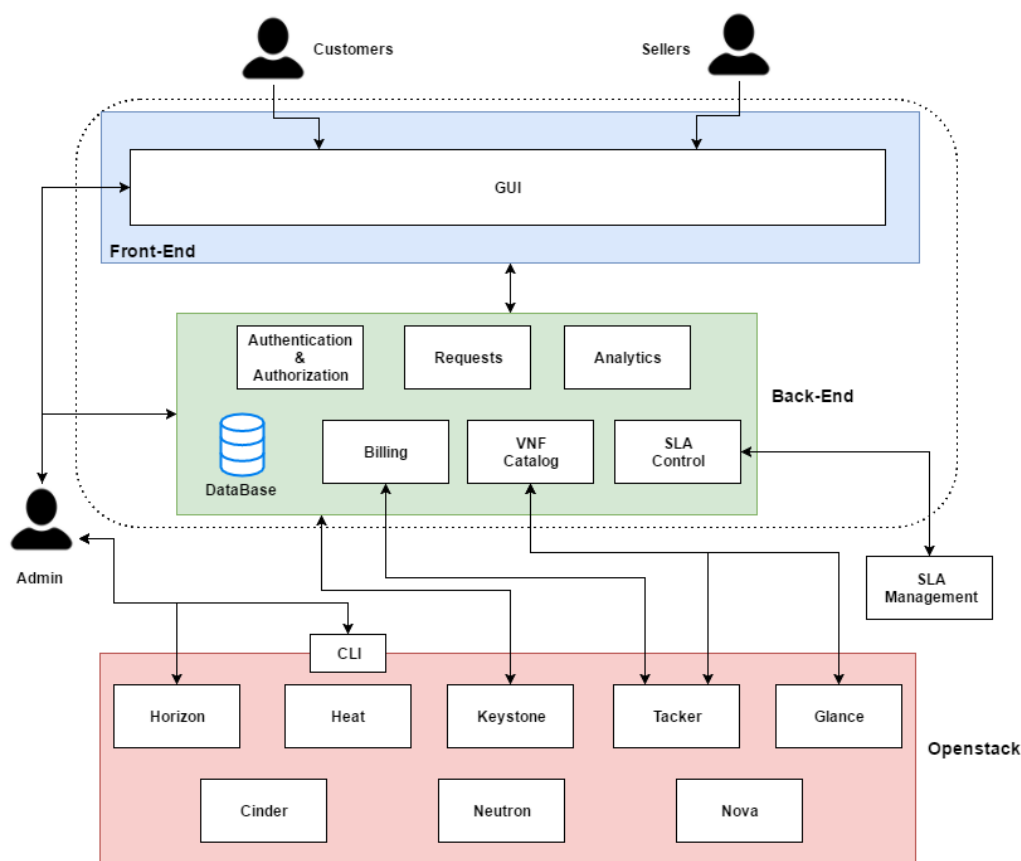 Customers
Sellers
GUI
Front-End
Authentication
&
Authorization
Requests
Analytics
Back-End
DataBase
Billing
VNF
Catalog
SLA
Control
Admin
SLA
Management
CLI
Horizon
Heat
Keystone
Tacker
Glance
Openstack
Cinder
Neutron
Nova